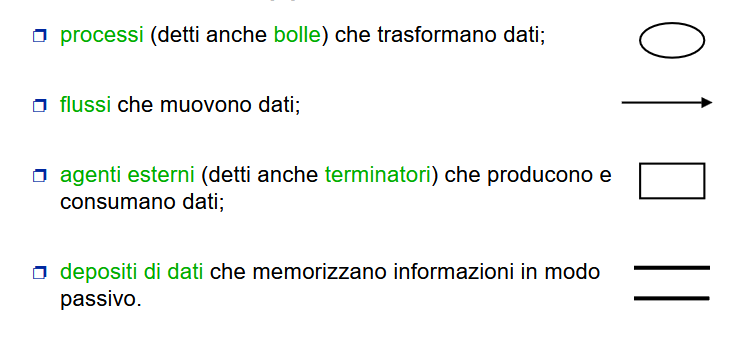 processi (detti anche bolle) che trasformano dati;
flussi che muovono dati;
agenti esterni (detti anche terminatori) che producono e
consumano dati;
depositi di dati che memorizzano informazioni in modo
passivo.